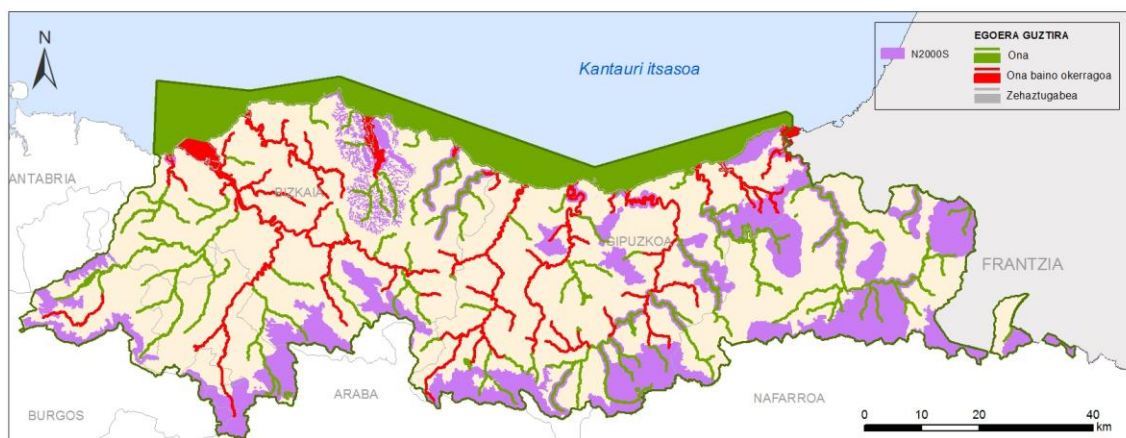 N
Kantauri itsasoa
N2000S
EGOERA GUZTIRA
Ona
Ona baino okerragoa
Zehaztugabea
ANTABRIA
BIZKAIA
GIPUZKOA
FRANTZIA
ARABA
NAFARROA
BURGOS
0 10 20 40
km